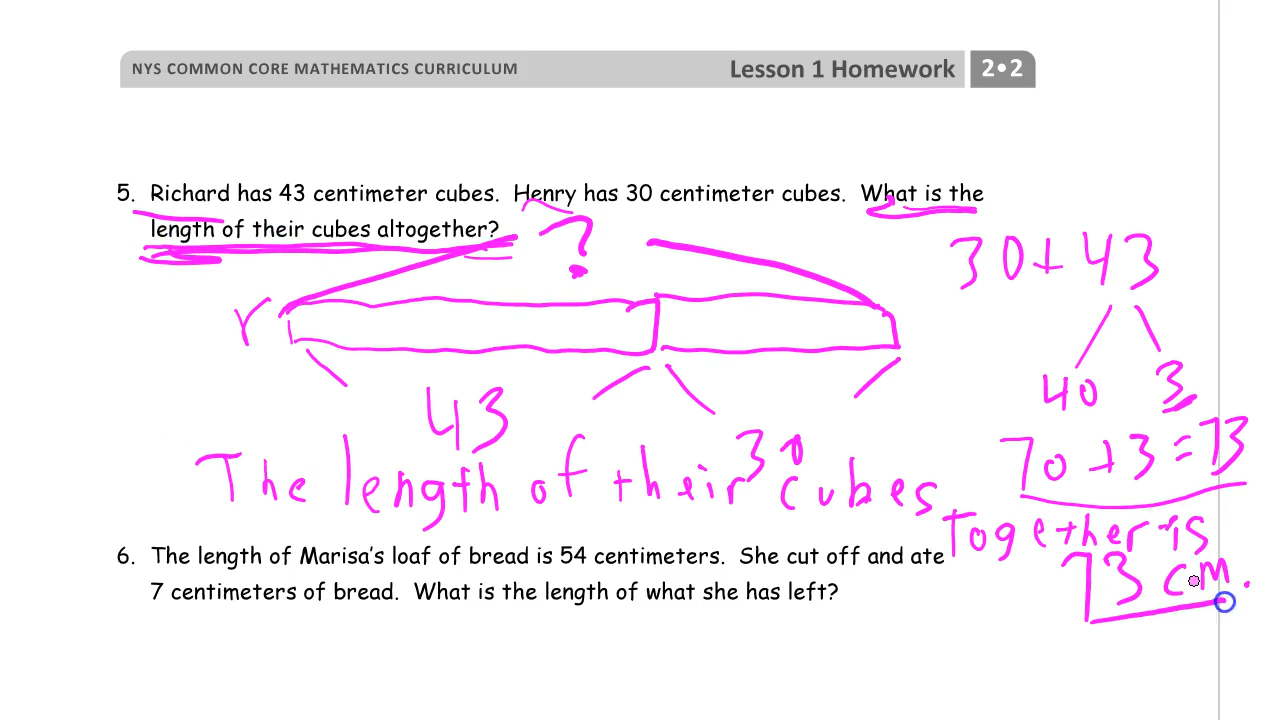 NYS COMMON CORE MATHEMATICS CURRICULUM Lesson 1 Homework 2•2
5. Richard has 43 centimeter cubes. Henry has 30 centimeter cubes. What is the
length of their cubes altogether?
?
30+43
r
40 3
43
30
70+3=73
The length of their cubes
together is
73 cm.
6. The length of Marisa's loaf of bread is 54 centimeters. She cut off and ate
7 centimeters of bread. What is the length of what she has left?